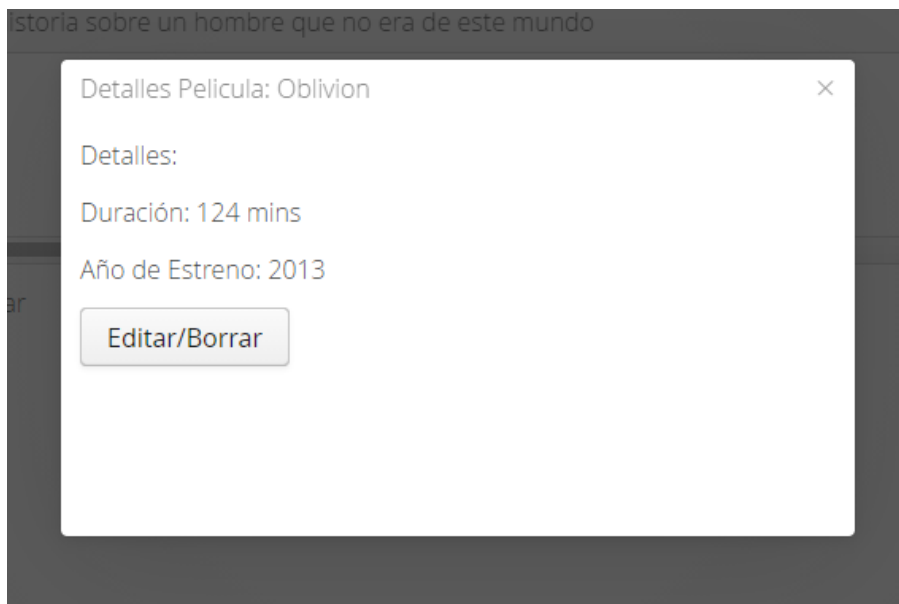 istoria sobre un hombre que no era de este mundo
Detalles Pelicula: Oblivion
×
Detalles:
Duración: 124 mins
Año de Estreno: 2013
ar
Editar/Borrar